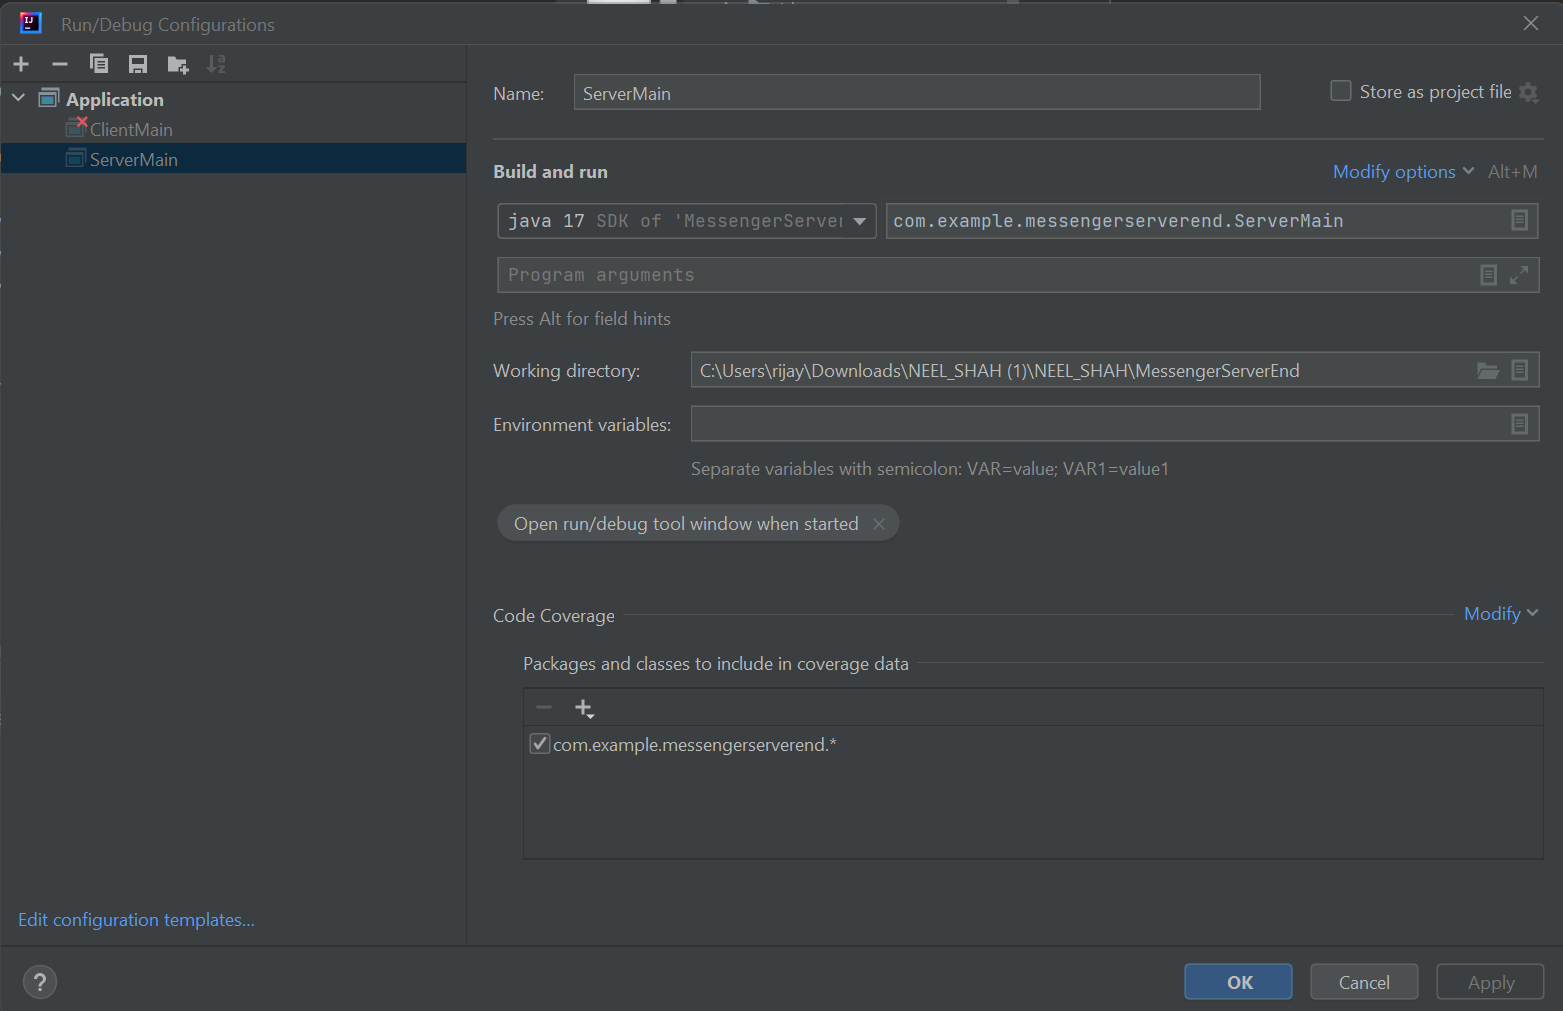 Run/Debug Configurations
Application
ClientMain
ServerMain
Edit configuration templates...
Name: ServerMain
Store as project file
Build and run
Modify options Alt+M
java 17 SDK of 'MessengerServer
com.example.messengerserverend.ServerMain
Program arguments
Press Alt for field hints
Working directory: C:\Users\rijay\Downloads\NEEL_SHAH (1)\NEEL_SHAH\MessengerServerEnd
Environment variables:
Separate variables with semicolon: VAR=value; VAR1=value1
Open run/debug tool window when started
Code Coverage
Modify
Packages and classes to include in coverage data
com.example.messengerserverend.*
?
OK
Cancel
Apply